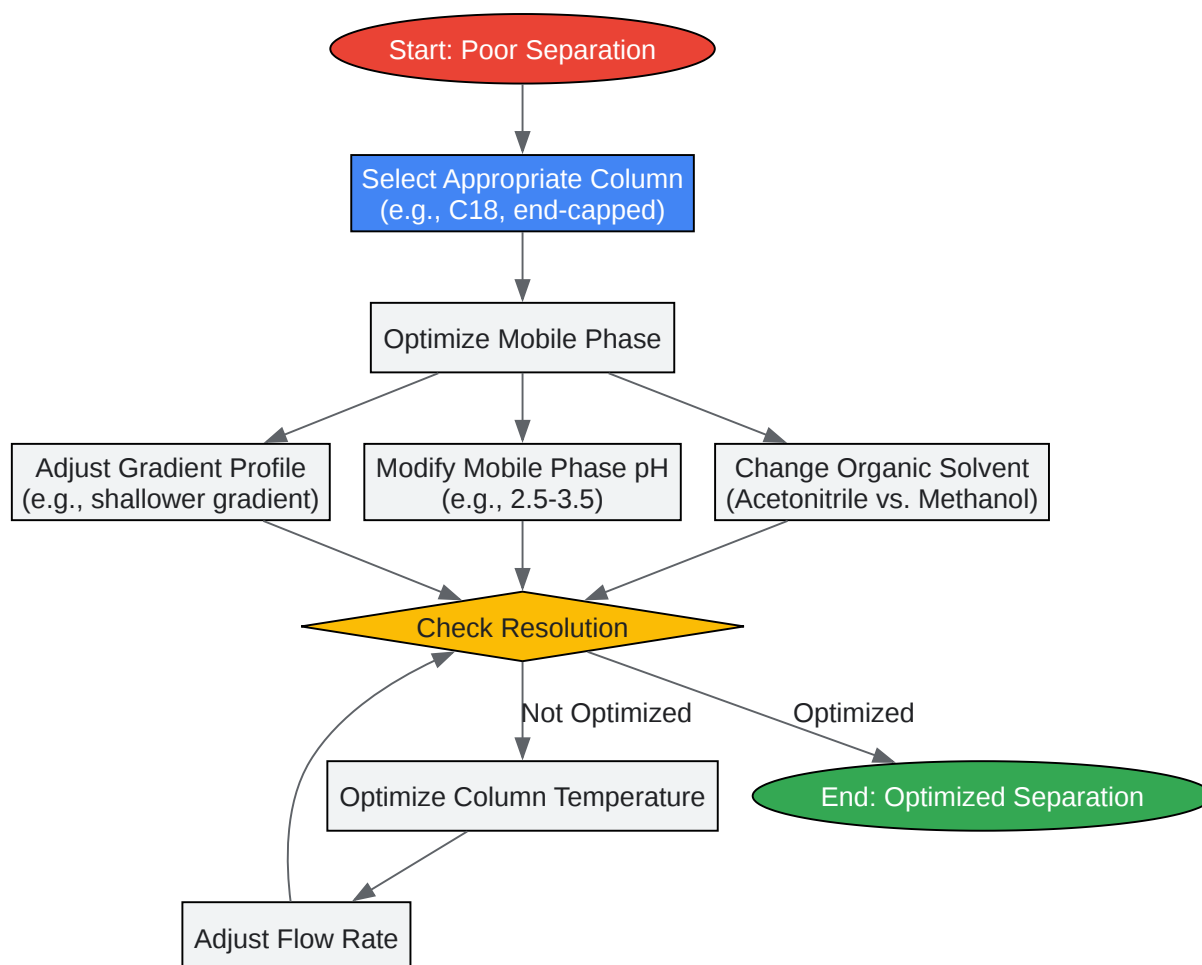 Start: Poor Separation
Select Appropriate Column
(e.g., C18, end-capped)
Optimize Mobile Phase
Adjust Gradient Profile
(e.g., shallower gradient)
Modify Mobile Phase pH
(e.g., 2.5-3.5)
Change Organic Solvent
(Acetonitrile vs. Methanol)
Check Resolution
Not Optimized
Optimized
Optimize Column Temperature
End: Optimized Separation
Adjust Flow Rate